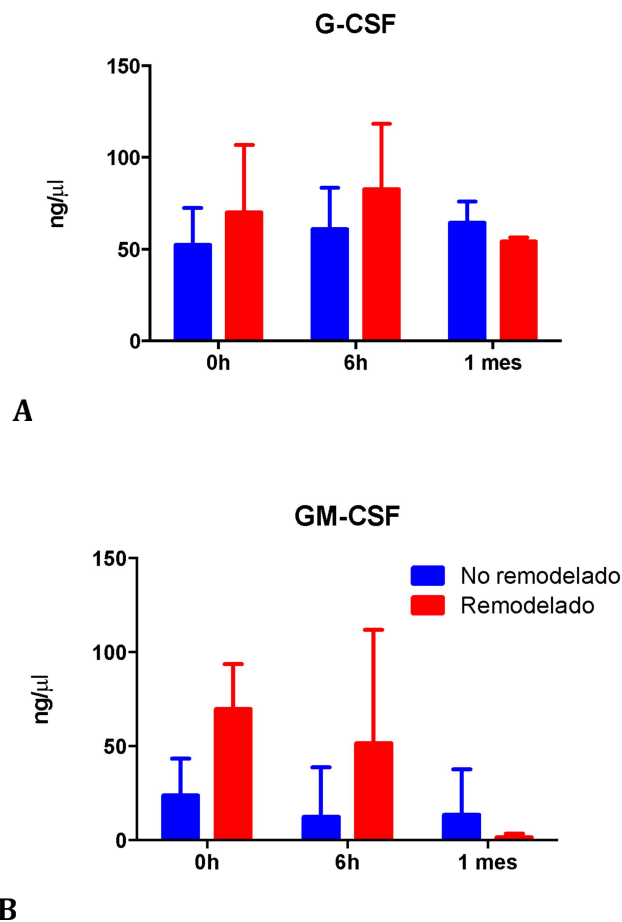 G-CSF
150
100
50
0
ng/µl
0h 6h 1 mes
A
GM-CSF
150
100
50
0
ng/µl
No remodelado
Remodelado
0h 6h 1 mes
B